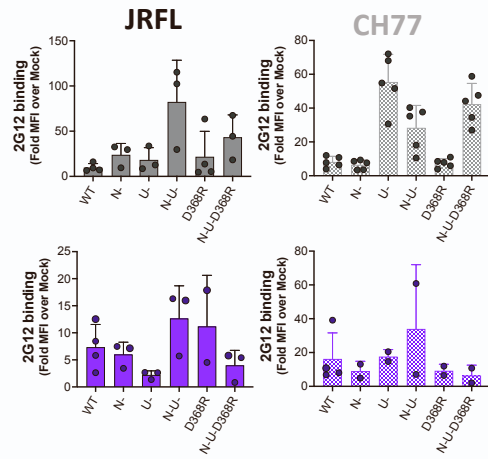 JRFL
CH77
2G12 binding
(Fold MFI over Mock)
150
100
50
0
WT
N-
U-
N-U-
D368R
N-U-D368R
2G12 binding
(Fold MFI over Mock)
80
60
40
20
0
WT
N-
U-
N-U-
D368R
N-U-D368R
2G12 binding
(Fold MFI over Mock)
25
20
15
10
5
0
WT
N-
U-
N-U-
D368R
N-U-D368R
2G12 binding
(Fold MFI over Mock)
80
60
40
20
0
WT
N-
U-
N-U-
D368R
N-U-D368R